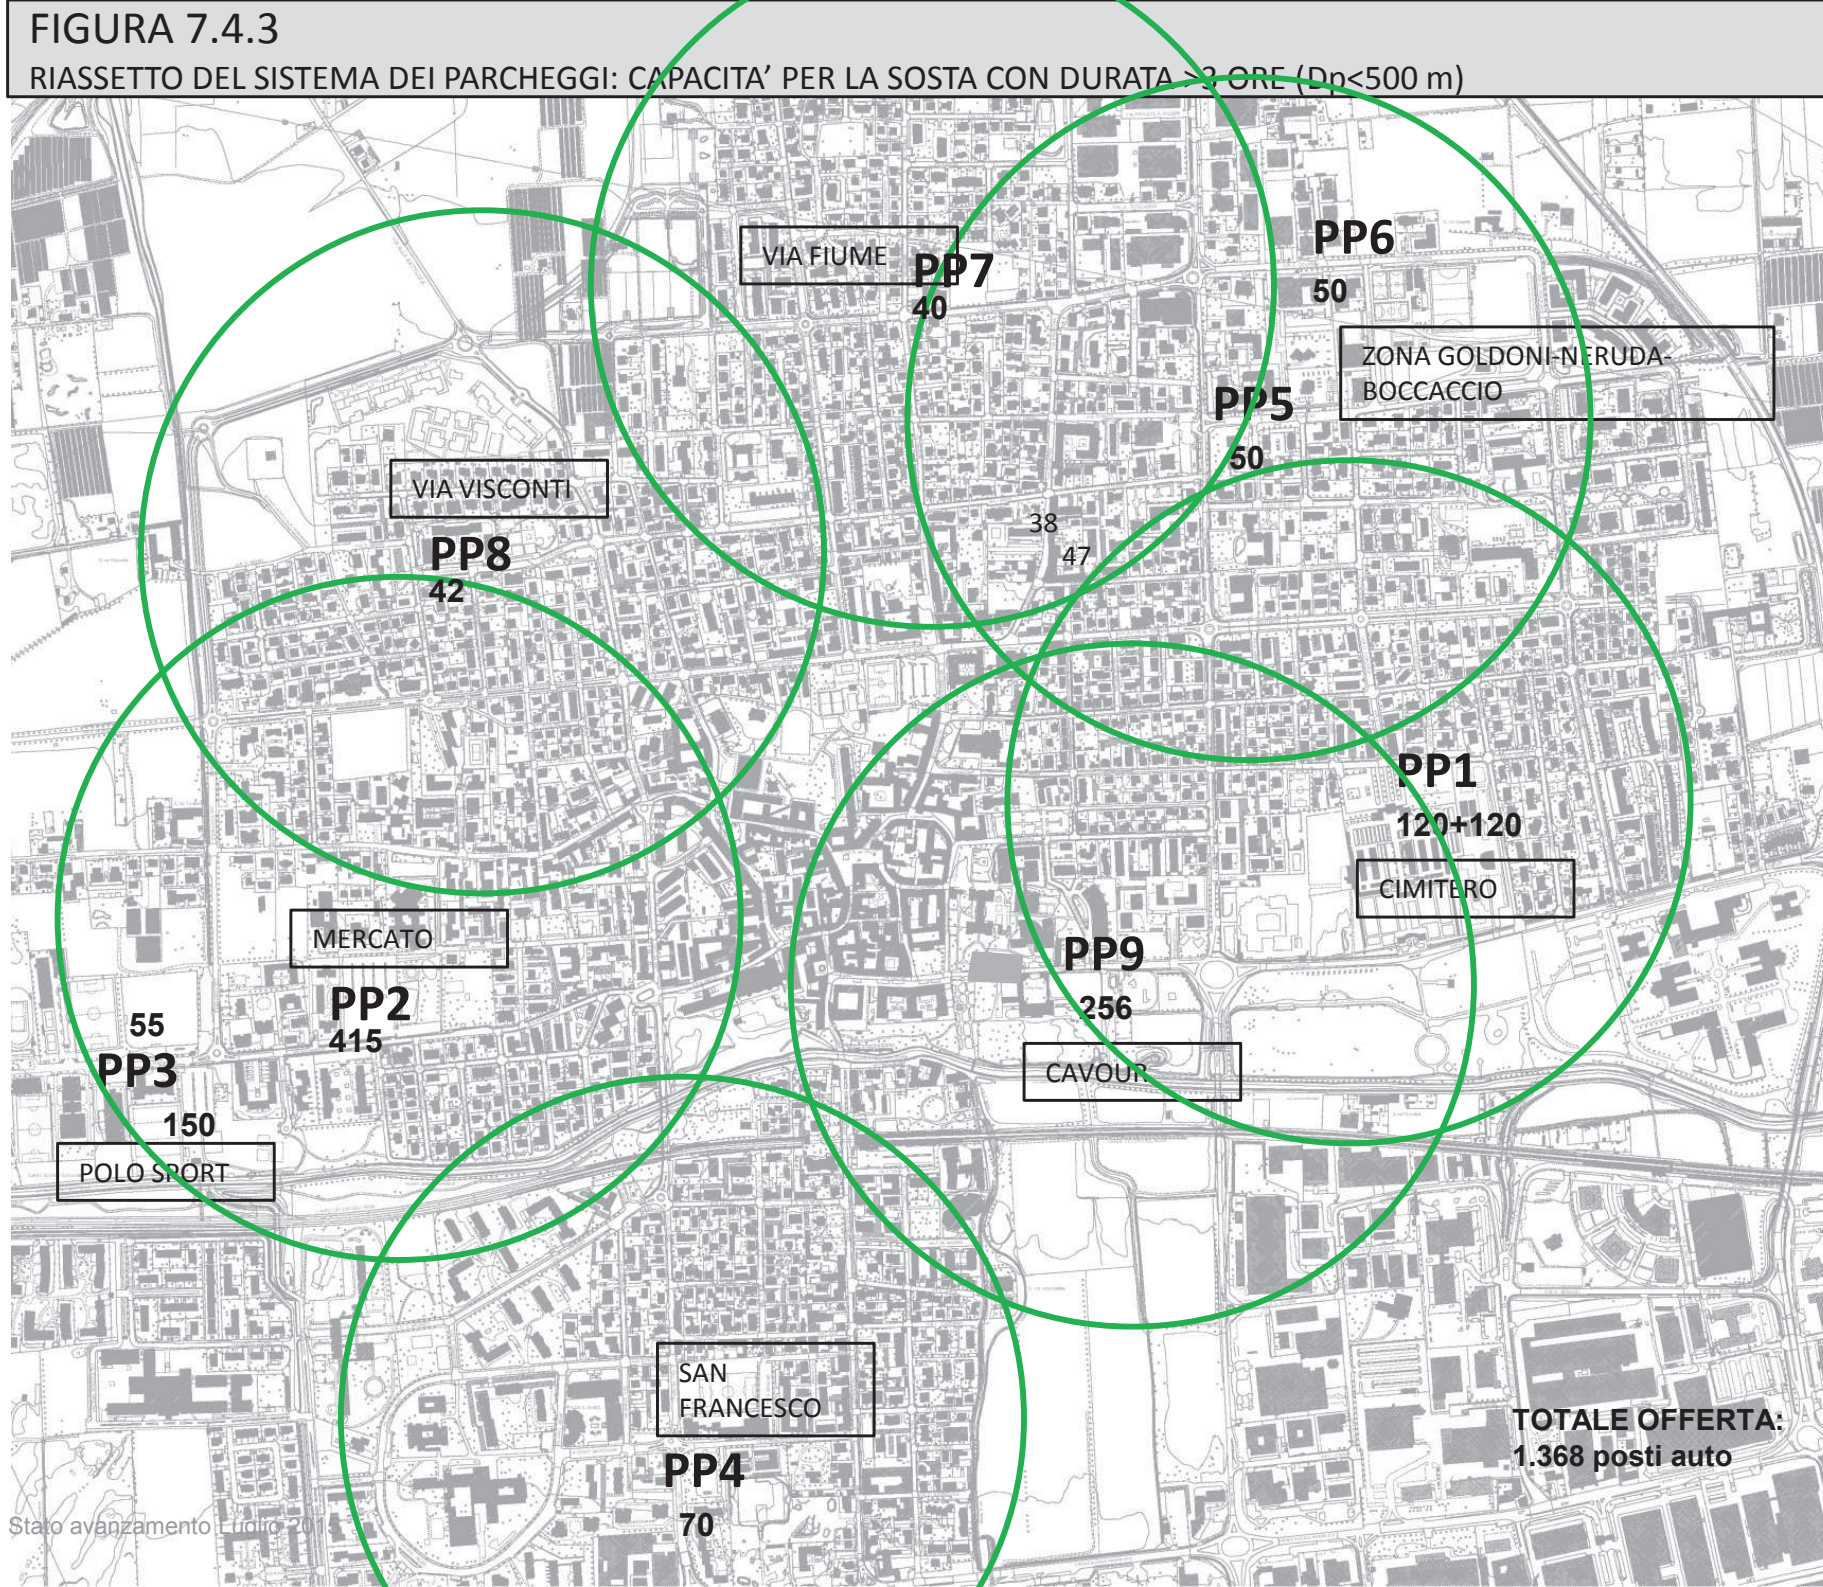 FIGURA 7.4.3
RIASSETTO DEL SISTEMA DEI PARCHEGGI: CAPACITA’ PER LA SOSTA CON DURATA >3 ORE (Dp<500 m)
PP6
50
VIA FIUME
PP7
40
ZONA GOLDONI-NERUDA-
BOCCACCIO
PP5
50
VIA VISCONTI
38
47
PP8
42
PP1
120+120
CIMITERO
MERCATO
PP9
256
PP2
415
55
PP3
150
CAVOUR
POLO SPORT
SAN
FRANCESCO
PP4
70
TOTALE OFFERTA:
1.368 posti auto
Stato avanzamento Luglio